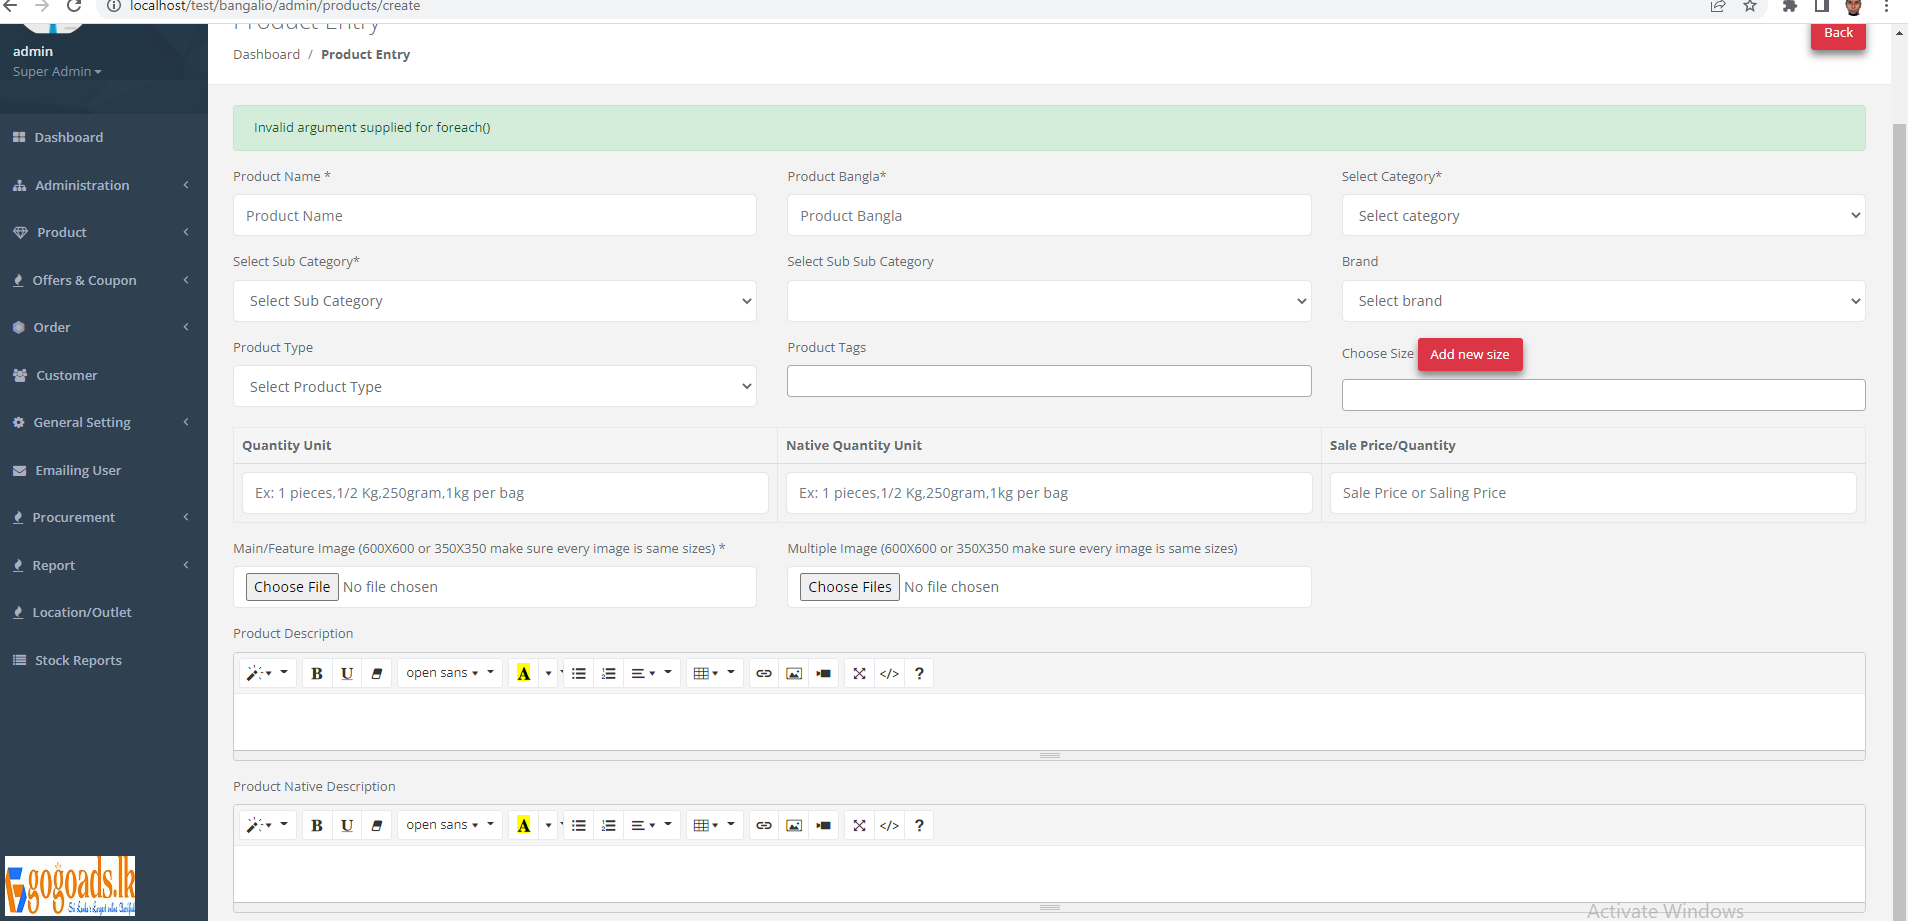 localhost/test/bangalio/admin/products/create
Product Entry
Back
Dashboard / Product Entry
admin
Super Admin
Dashboard
Administration
Product
Offers & Coupon
Order
Customer
General Setting
Emailing User
Procurement
Report
Location/Outlet
Stock Reports
Invalid argument supplied for foreach()
Product Name * Product Bangla* Select Category*
Product Name Product Bangla Select category
Select Sub Category* Select Sub Sub Category Brand
Select Sub Category Select brand
Product Type Product Tags Choose Size Add new size
Select Product Type
Quantity Unit Native Quantity Unit Sale Price/Quantity
Ex: 1 pieces,1/2 Kg,250gram,1kg per bag Ex: 1 pieces,1/2 Kg,250gram,1kg per bag Sale Price or Saling Price
Main/Feature Image (600X600 or 350X350 make sure every image is same sizes) * Multiple Image (600X600 or 350X350 make sure every image is same sizes)
Choose File No file chosen Choose Files No file chosen
Product Description
B U open sans A </> ?
Product Native Description
B U open sans A </> ?
gogoads.lk
Activate Windows